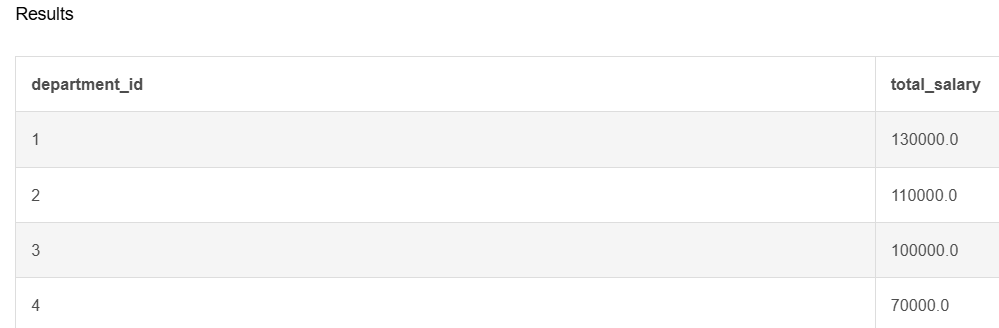 Results
department_id total_salary
1 130000.0
2 110000.0
3 100000.0
4 70000.0